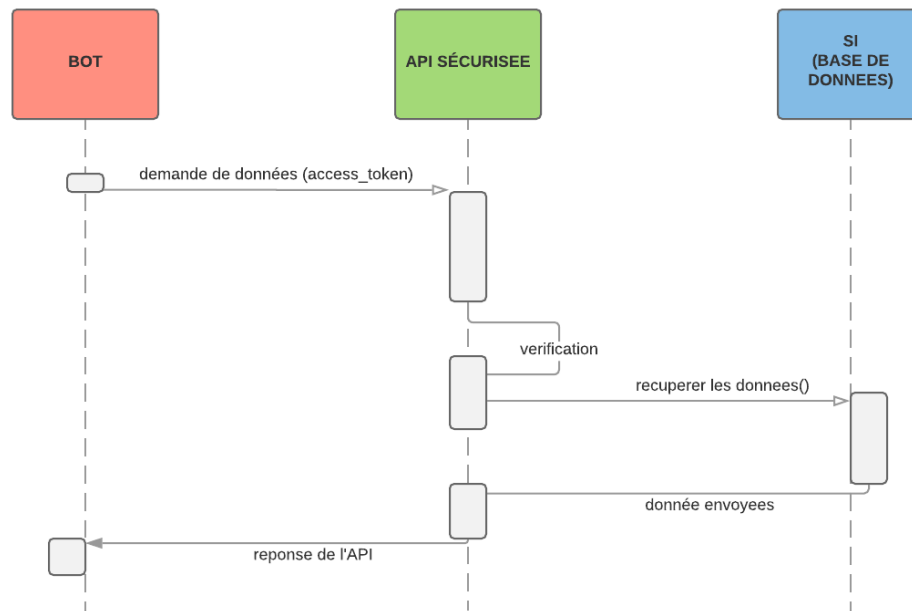 BOT
API SÉCURISEE
SI
(BASE DE
DONNEES)
demande de données (access_token)
verification
recuperer les donnees()
donnée envoyees
reponse de l'API